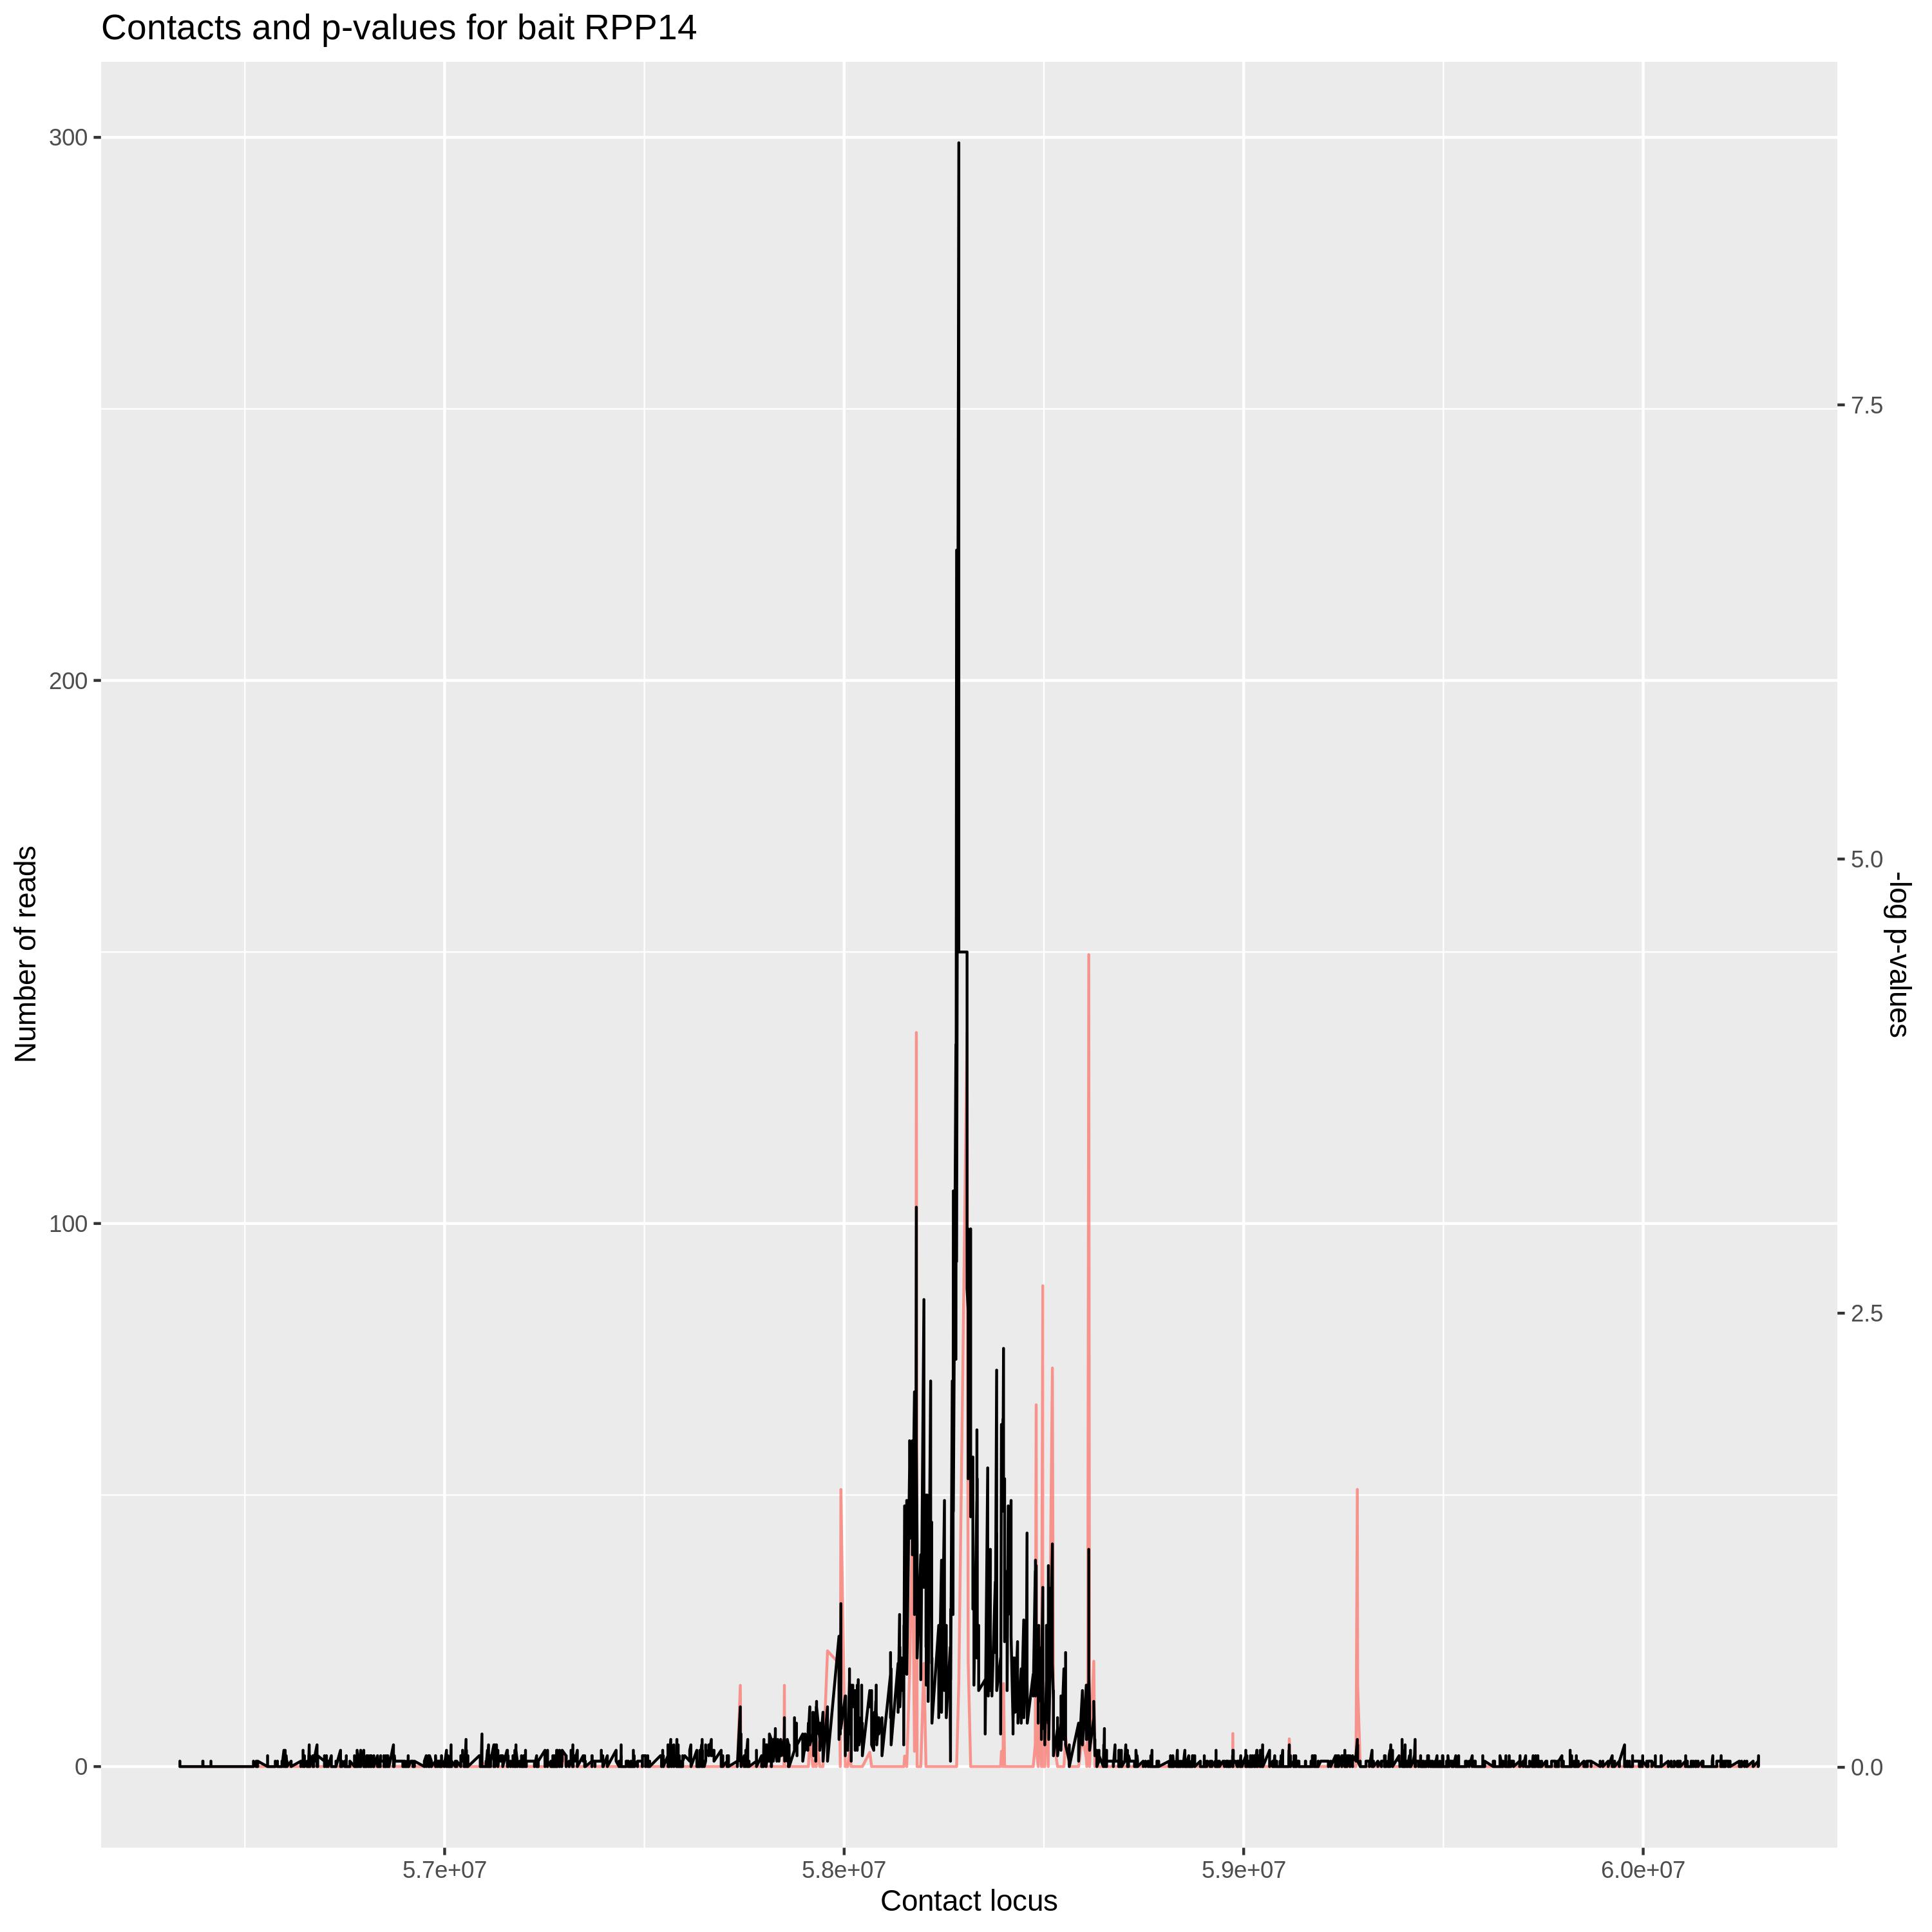 Contacts and p-values for bait RPP14
300
200
100
0
7.5
5.0
2.5
0.0
Number of reads
-log p-values
5.7e+07
5.8e+07
5.9e+07
6.0e+07
Contact locus